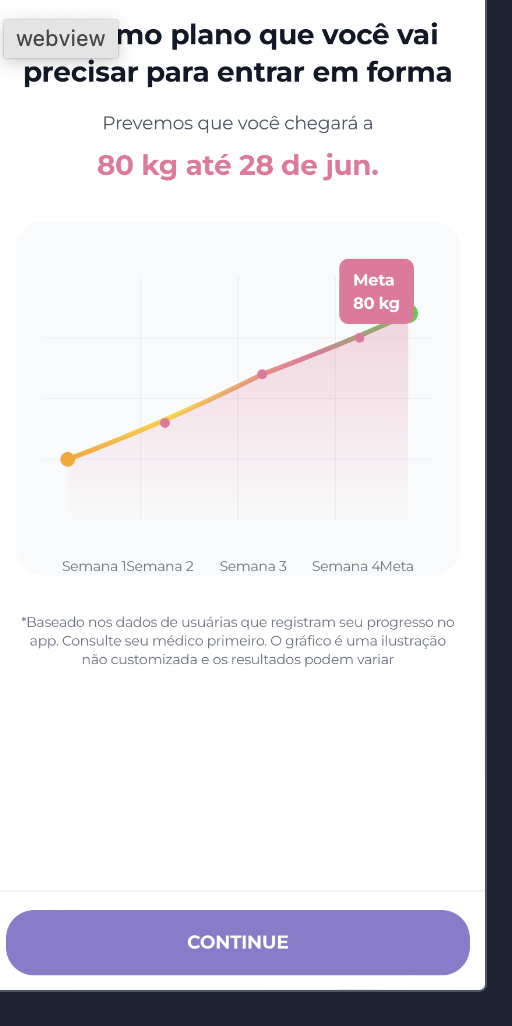 webview
mo plano que você vai
precisar para entrar em forma
Prevemos que você chegará a
80 kg até 28 de jun.
Meta
80 kg
Semana 1Semana 2 Semana 3 Semana 4Meta
*Baseado nos dados de usuárias que registram seu progresso no
app. Consulte seu médico primeiro. O gráfico é uma ilustração
não customizada e os resultados podem variar
CONTINUE